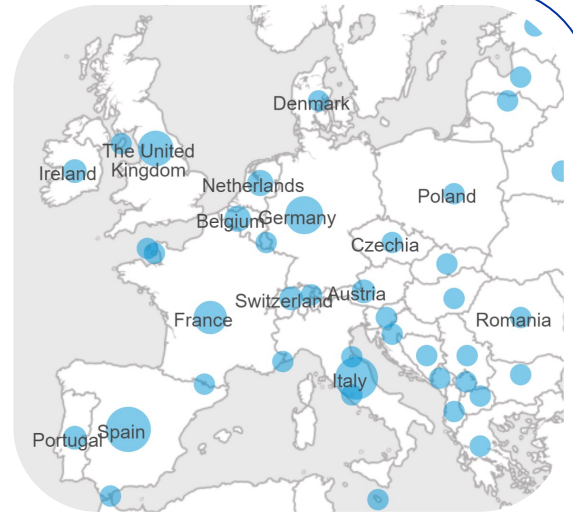 Denmark
The United
Kingdom
Ireland
Netherlands
Poland
Belgium
Germany
Czechia
Switzerland
Austria
France
Romania
Italy
Portugal
Spain